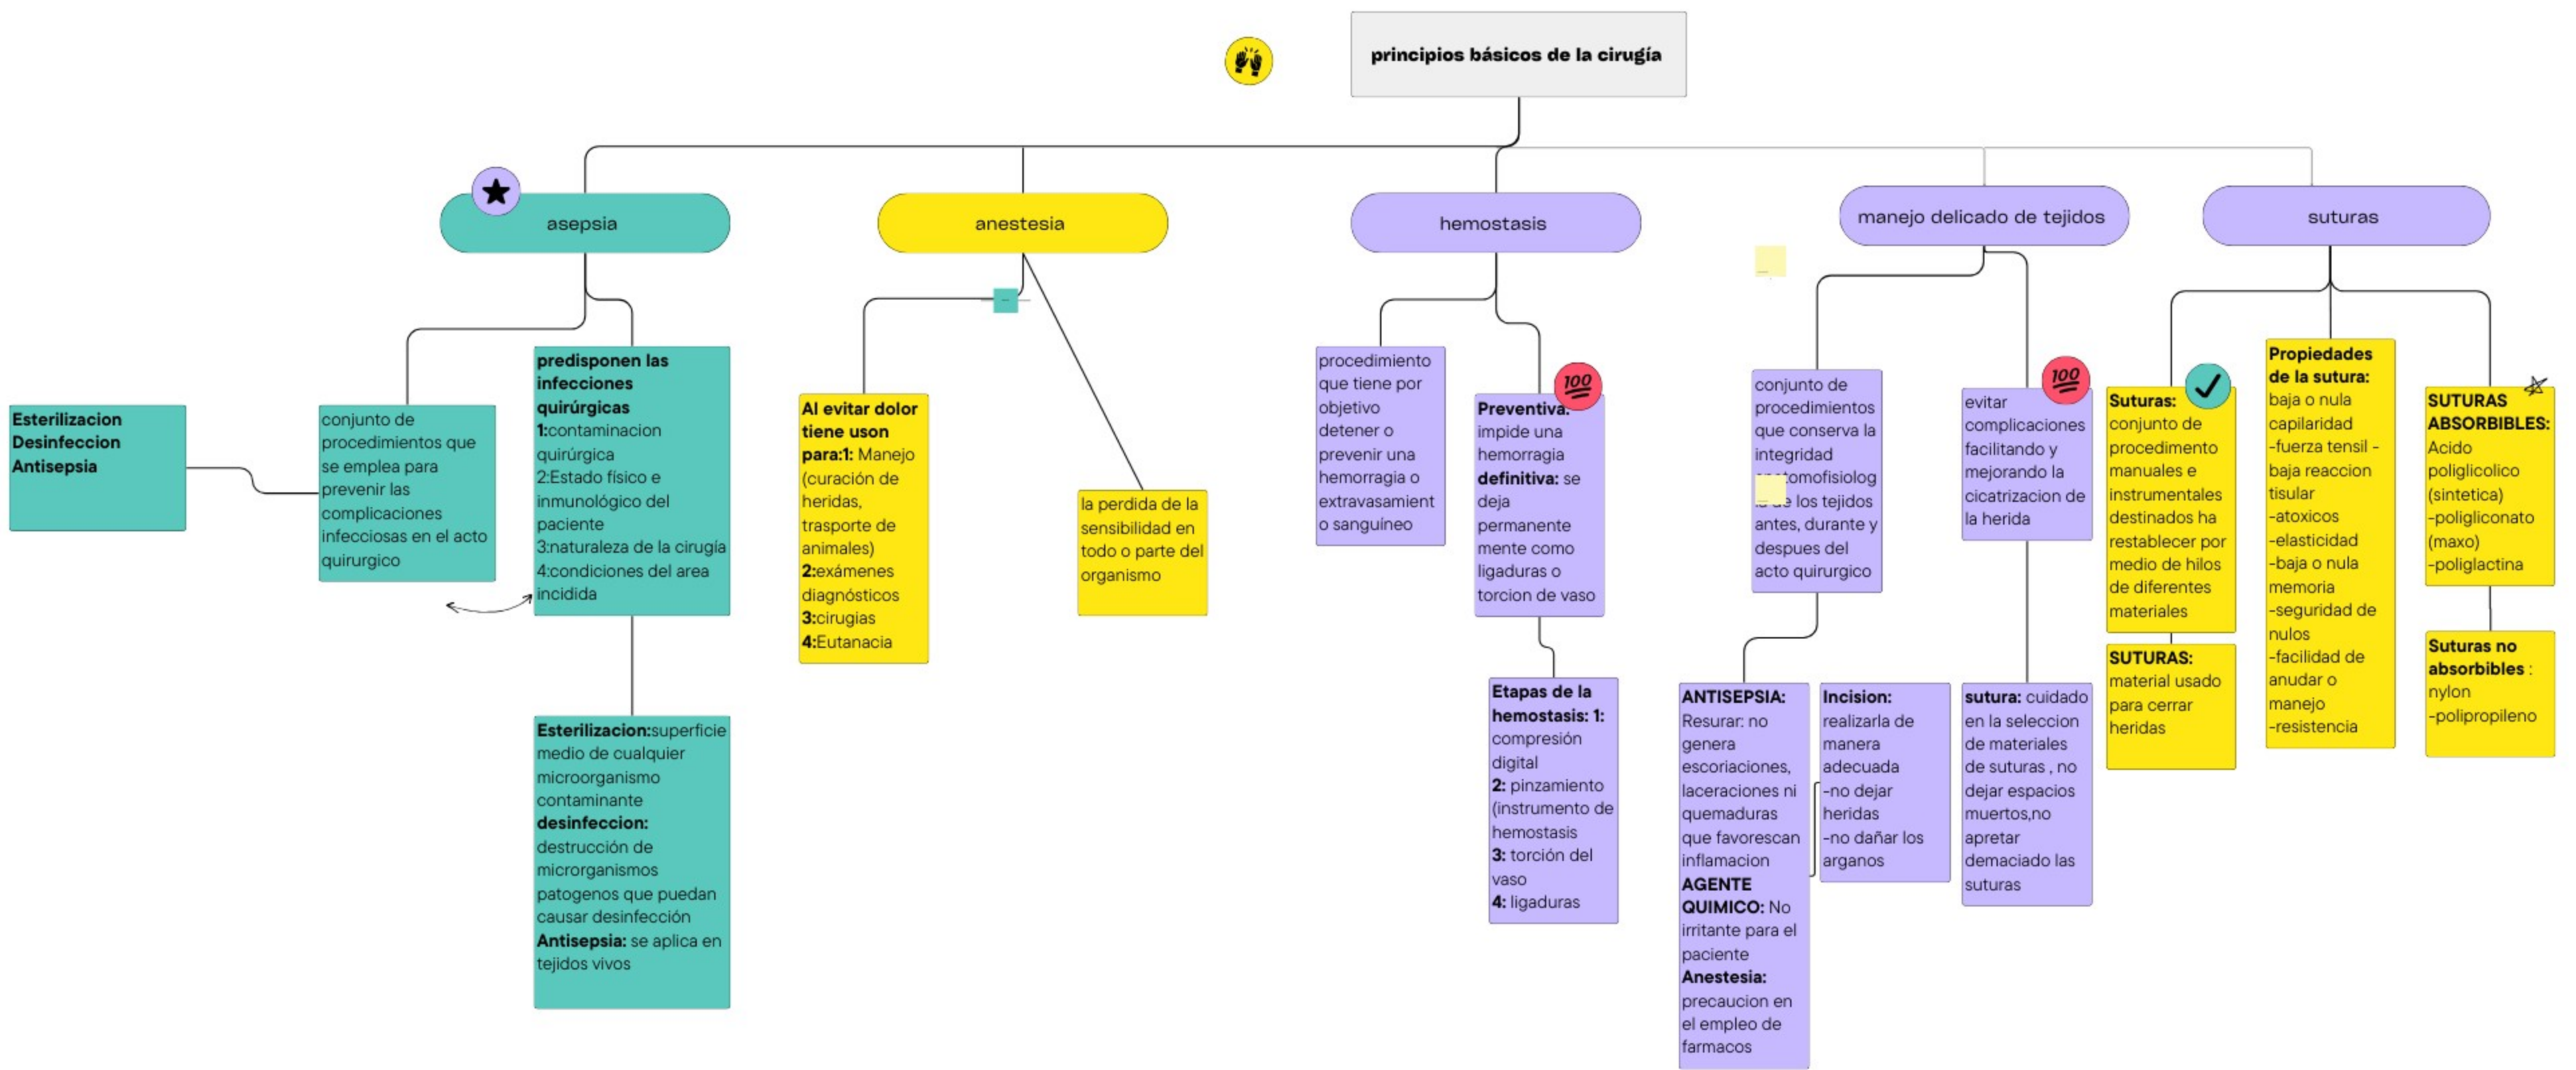 principios básicos de la cirugía
asepsia
anestesia
hemostasis
manejo delicado de tejidos
suturas
Esterilizacion
Desinfeccion
Antisepsia
conjunto de
procedimientos que
se emplea para
prevenir las
complicaciones
infecciosas en el acto
quirurgico
predisponen las
infecciones
quirúrgicas
1:contaminacion
quirúrgica
2:Estado físico e
inmunológico del
paciente
3:naturaleza de la cirugía
4:condiciones del area
incidida
Esterilizacion:superficie
medio de cualquier
microorganismo
contaminante
desinfeccion:
destrucción de
microrganismos
patogenos que puedan
causar desinfección
Antisepsia: se aplica en
tejidos vivos
Al evitar dolor
tiene uson
para:1: Manejo
(curación de
heridas,
trasporte de
animales)
2:exámenes
diagnósticos
3:cirugias
4:Eutanacia
la perdida de la
sensibilidad en
todo o parte del
organismo
procedimiento
que tiene por
objetivo
detener o
prevenir una
hemorragia o
extravasamient
o sanguíneo
100
Preventiva:
impide una
hemorragia
definitiva: se
deja
permanente
mente como
ligaduras o
torcion de vaso
Etapas de la
hemostasis: 1:
compresión
digital
2: pinzamiento
(instrumento de
hemostasis
3: torción del
vaso
4: ligaduras
conjunto de
procedimientos
que conserva la
integridad
de los tejidos
antes, durante y
despues del
acto quirurgico
ANTISEPSIA:
Resurar: no
genera
escoriaciones,
laceraciones ni
quemaduras
que favorescan
inflamacion
AGENTE
QUIMICO: No
irritante para el
paciente
Anestesia:
precaucion en
el empleo de
farmacos
Incision:
realizarla de
manera
adecuada
-no dejar
heridas
-no dañar los
arganos
100
evitar
complicaciones
facilitando y
mejorando la
cicatrizacion de
la herida
sutura: cuidado
en la seleccion
de materiales
de suturas , no
dejar espacios
muertos,no
apretar
demaciado las
suturas
Suturas:
conjunto de
procedimento
manuales e
instrumentales
destinados ha
restablecer por
medio de hilos
de diferentes
materiales
SUTURAS:
material usado
para cerrar
heridas
Propiedades
de la sutura:
baja o nula
capilaridad
-fuerza tensil -
baja reaccion
tisular
-atoxicos
-elasticidad
-baja o nula
memoria
-seguridad de
nulos
-facilidad de
anudar o
manejo
-resistencia
SUTURAS
ABSORBIBLES:
Acido
poliglicolico
(sintetica)
-poligliconato
(maxo)
-poliglactina
Suturas no
absorbibles :
nylon
-polipropileno